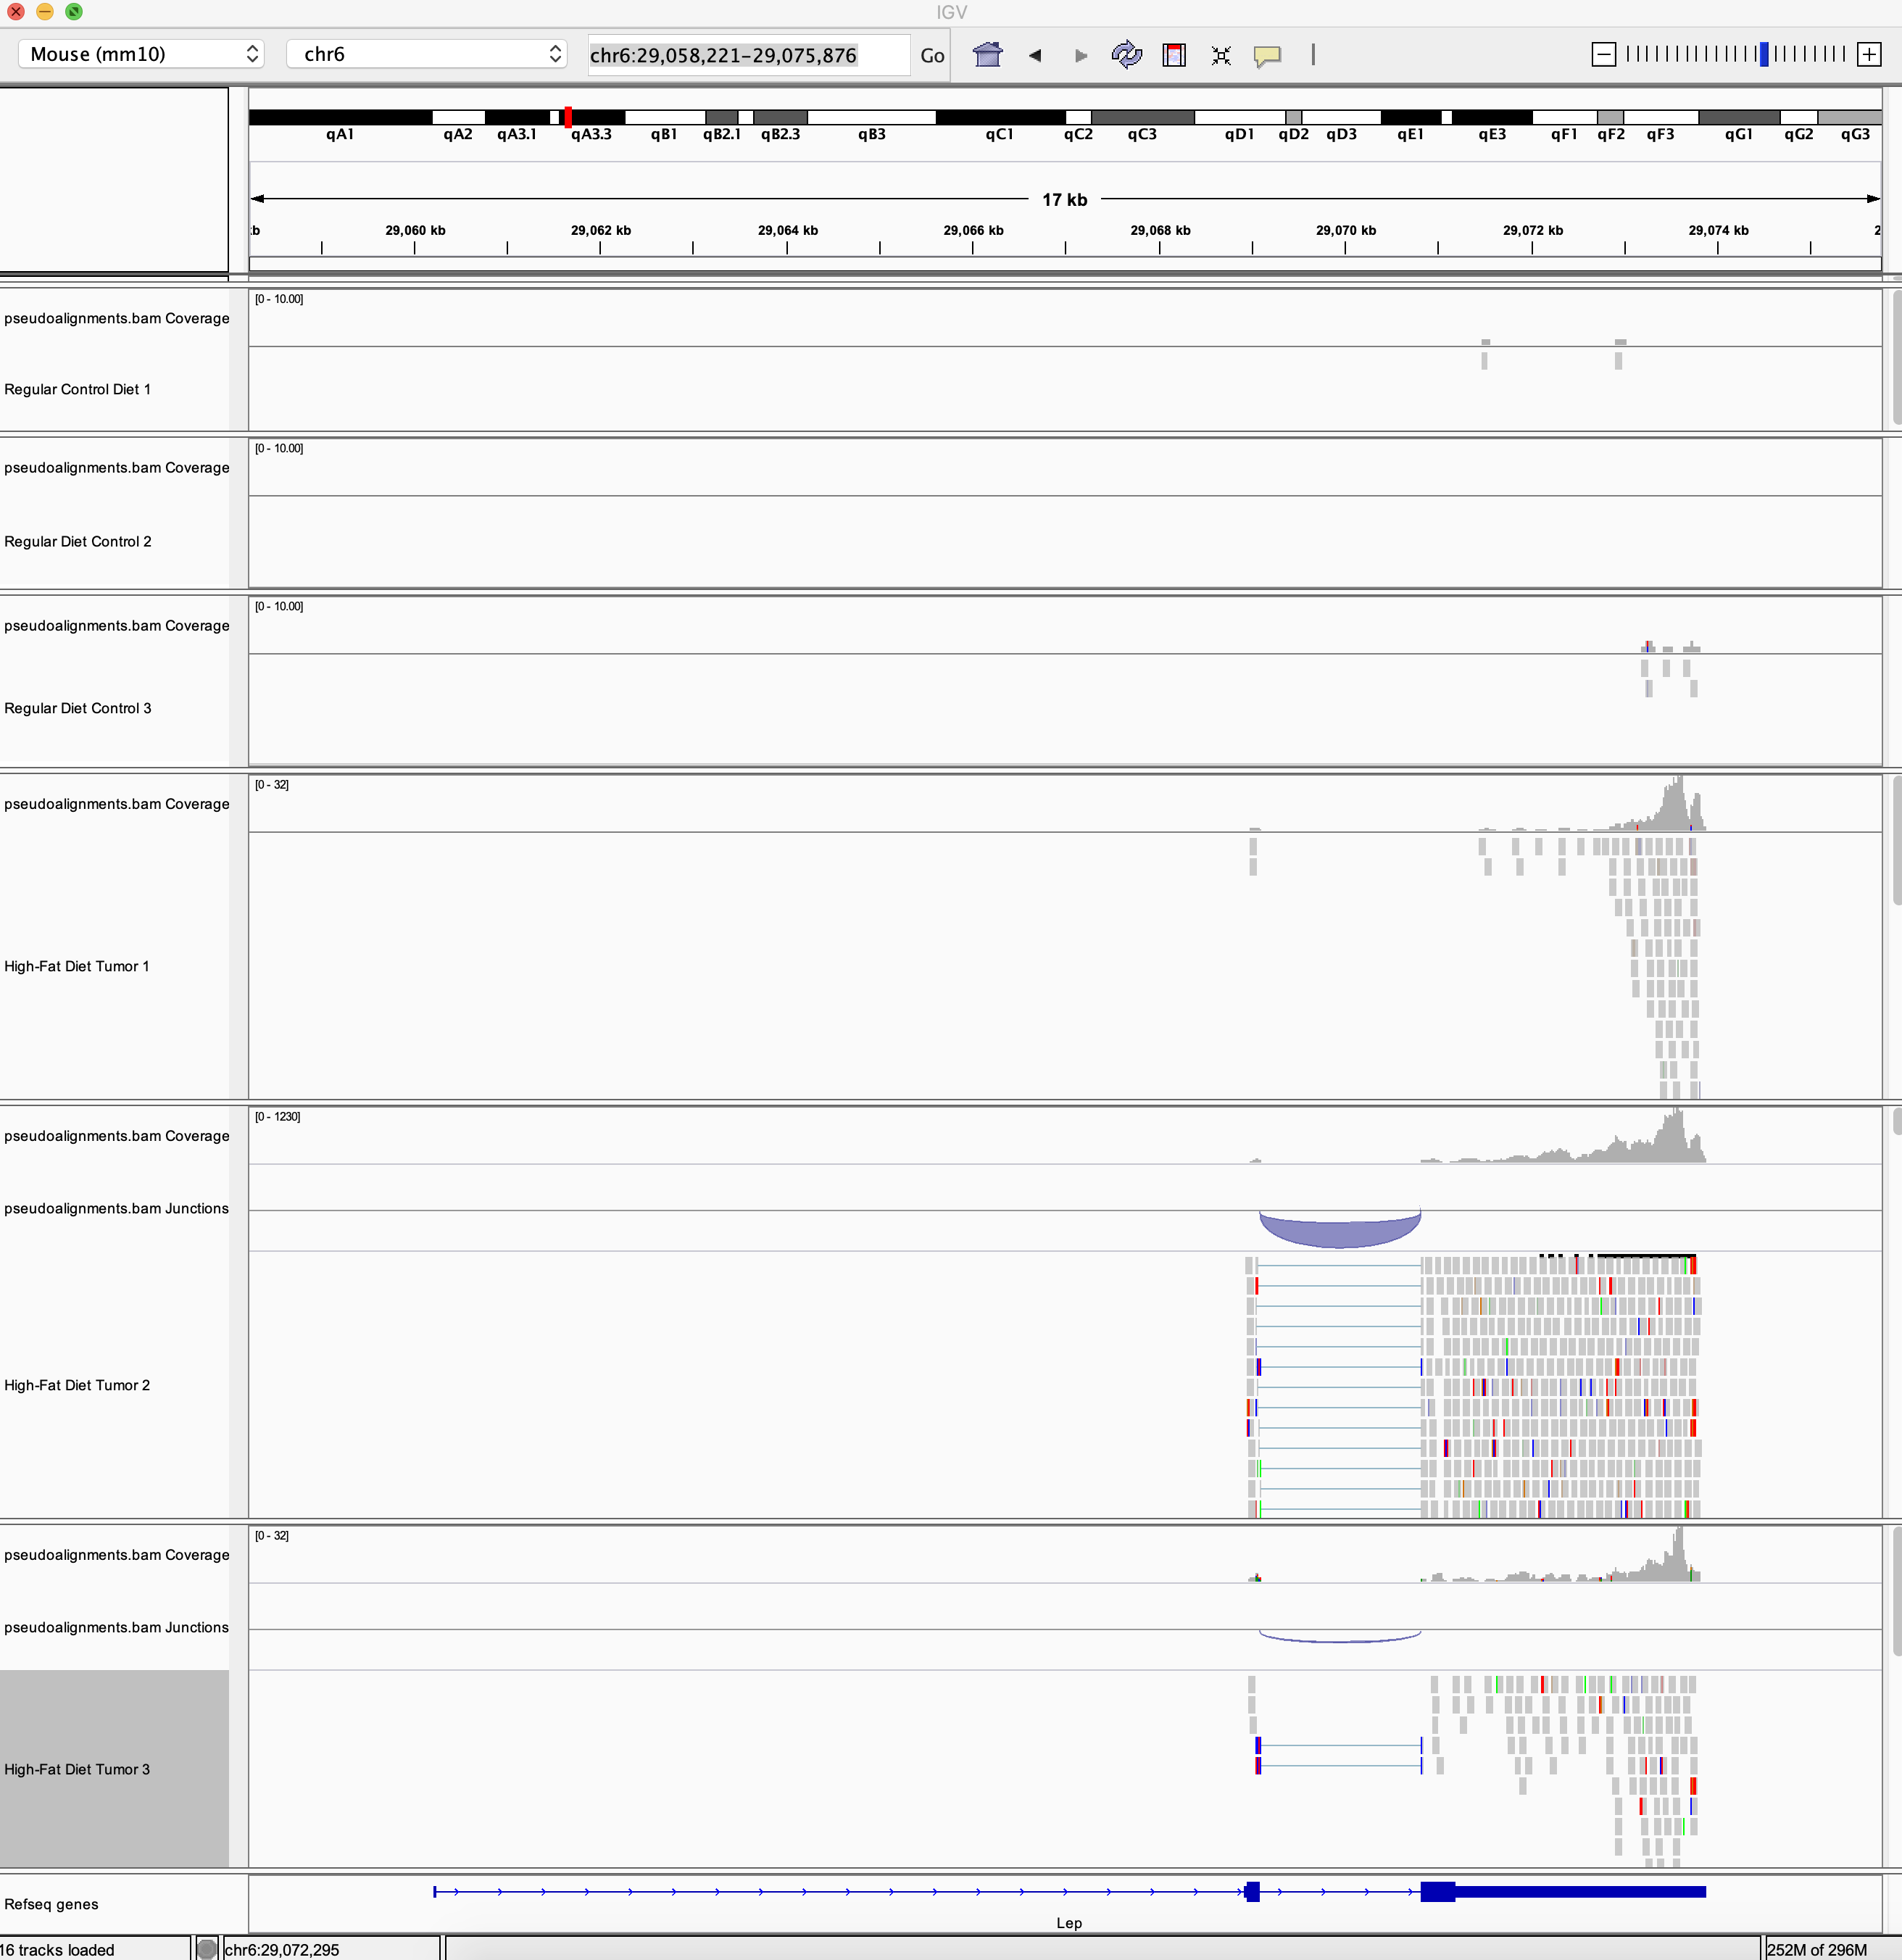 IGV
Mouse (mm10) chr6 chr6:29,058,221-29,075,876 Go
qA1 qA2 qA3.1 qA3.3 qB1 qB2.1 qB2.3 qB3 qC1 qC2 qC3 qD1 qD2 qD3 qE1 qE3 qF1 qF2 qF3 qG1 qG2 qG3
17 kb
b 29,060 kb 29,062 kb 29,064 kb 29,066 kb 29,068 kb 29,070 kb 29,072 kb 29,074 kb 2
[0 - 10.00]
pseudoalignments.bam Coverage
Regular Control Diet 1
[0 - 10.00]
pseudoalignments.bam Coverage
Regular Diet Control 2
[0 - 10.00]
pseudoalignments.bam Coverage
Regular Diet Control 3
[0 - 32]
pseudoalignments.bam Coverage
High-Fat Diet Tumor 1
[0 - 1230]
pseudoalignments.bam Coverage
pseudoalignments.bam Junctions
High-Fat Diet Tumor 2
[0 - 32]
pseudoalignments.bam Coverage
pseudoalignments.bam Junctions
High-Fat Diet Tumor 3
Refseq genes
Lep
16 tracks loaded chr6:29,072,295 252M of 296M